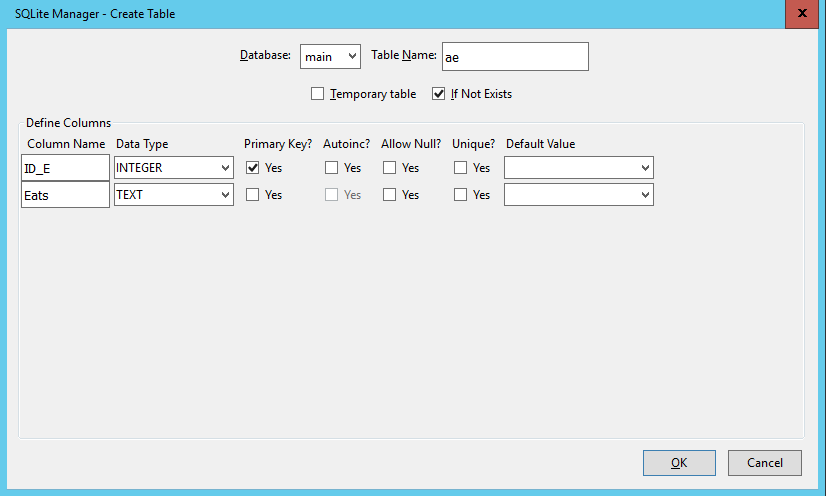 SQLite Manager - Create Table
x
Database: main Table Name: ae
Temporary table If Not Exists
Define Columns
Column Name Data Type Primary Key? Autoinc? Allow Null? Unique? Default Value
ID_E INTEGER Yes Yes Yes Yes
Eats TEXT Yes Yes Yes Yes
OK Cancel